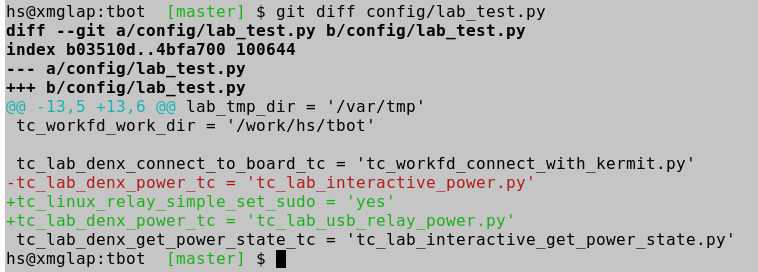 hs@xmglap:tbot  [master] $ git diff config/lab_test.py
diff --git a/config/lab_test.py b/config/lab_test.py
index b03510d..4bfa700 100644
--- a/config/lab_test.py
+++ b/config/lab_test.py
@@ -13,5 +13,6 @@ lab_tmp_dir = '/var/tmp'
 tc_workfd_work_dir = '/work/hs/tbot'

 tc_lab_denx_connect_to_board_tc = 'tc_workfd_connect_with_kermit.py'
-tc_lab_denx_power_tc = 'tc_lab_interactive_power.py'
+tc_linux_relay_simple_set_sudo = 'yes'
+tc_lab_denx_power_tc = 'tc_lab_usb_relay_power.py'
 tc_lab_denx_get_power_state_tc = 'tc_lab_interactive_get_power_state.py'
hs@xmglap:tbot  [master] $